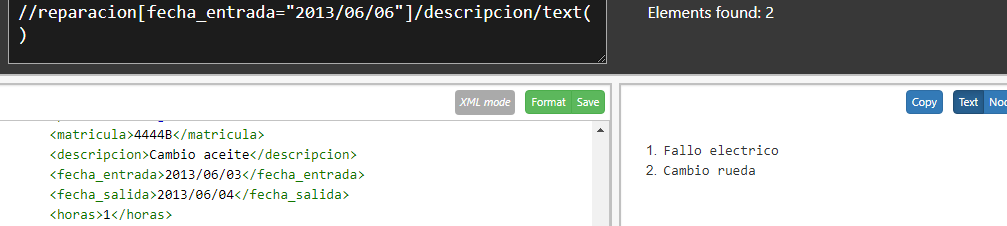 //reparacion[fecha_entrada="2013/06/06"]/descripcion/text(
)
Elements found: 2
XML mode
Format
Save
Copy
Text
<matricula>4444B</matricula>
<descripcion>Cambio aceite</descripcion>
<fecha_entrada>2013/06/03</fecha_entrada>
<fecha_salida>2013/06/04</fecha_salida>
<horas>1</horas>
1. Fallo electrico
2. Cambio rueda